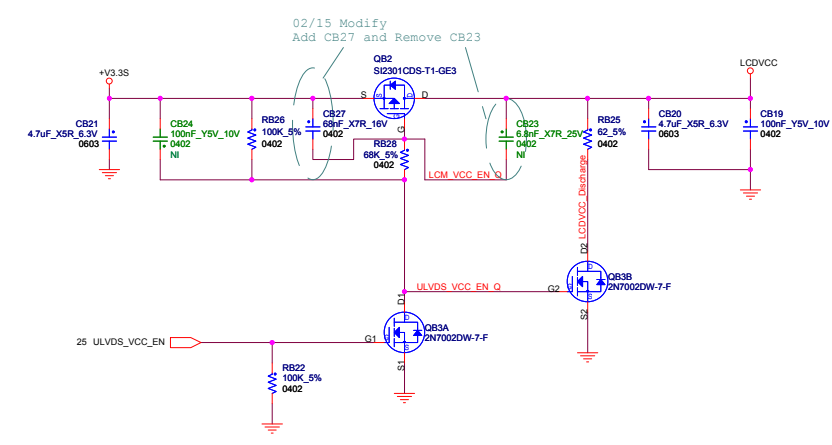 02/15 Modify
Add CB27 and Remove CB23
QB2
SI2301CDS-T1-GE3
+V3.3S
LCDVCC
S
D
G
CB21
4.7uF_X5R_6.3V
0603
CB24
100nF_Y5V_10V
0402
NI
RB26
100K_5%
0402
CB27
68nF_X7R_16V
0402
RB28
68K_5%
0402
CB23
6.8nF_X7R_25V
0402
NI
RB25
62_5%
0402
CB20
4.7uF_X5R_6.3V
0603
CB19
100nF_Y5V_10V
0402
LCM_VCC_EN_Q
LCDVCC_Discharge
D2
QB3B
2N7002DW-7-F
G2
S2
ULVDS_VCC_EN_Q
D1
QB3A
2N7002DW-7-F
G1
S1
25 ULVDS_VCC_EN
RB22
100K_5%
0402